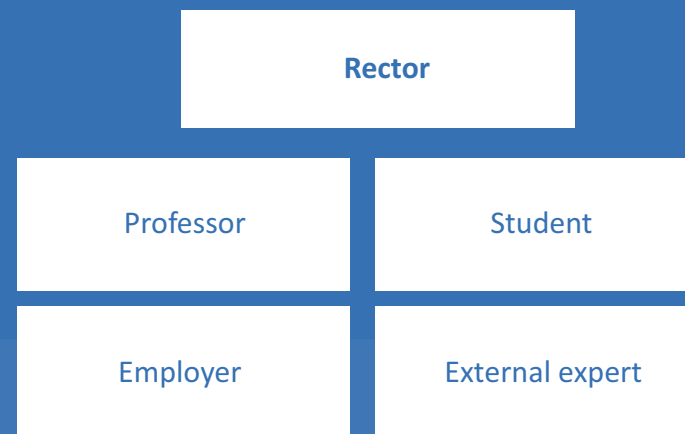 Rector
Professor
Student
Employer
External expert